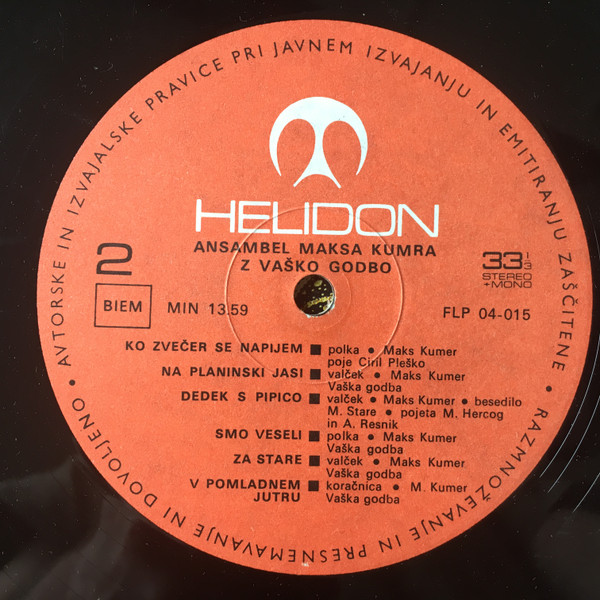 AVTORSKE IN IZVAJALSKE PRAVICE PRI JAVNEM IZVAJANJU IN EMITIRANJU ZAŠČITENE • RAZMNOŽEVANJE IN PRESNEMAVANJE NI DOVOLJENO •
HELIDON
ANSAMBEL MAKSA KUMRA
Z VAŠKO GODBO
2
33 1/3
STEREO
+MONO
BIEM
MIN 13.59
FLP 04-015
KO ZVEČER SE NAPIJEM ■ polka • Maks Kumer
poje Ciril Pleško
NA PLANINSKI JASI ■ valček • Maks Kumer
Vaška godba
DEDEK S PIPICO ■ valček • Maks Kumer • besedilo
M. Stare • pojeta M. Hercog
in A. Resnik
SMO VESELI ■ polka • Maks Kumer
Vaška godba
ZA STARE ■ valček • Maks Kumer
Vaška godba
V POMLADNEM ■ koračnica • M. Kumer
JUTRU Vaška godba